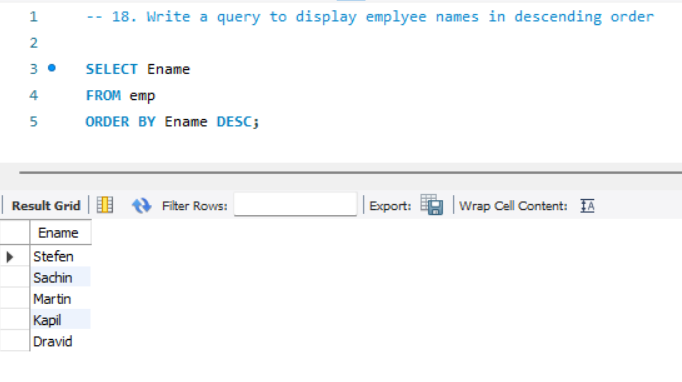 1 -- 18. Write a query to display emplyee names in descending order
2
3 SELECT Ename
4 FROM emp
5 ORDER BY Ename DESC;
Result Grid Filter Rows: Export: Wrap Cell Content: IA
Ename
Stefen
Sachin
Martin
Kapil
Dravid